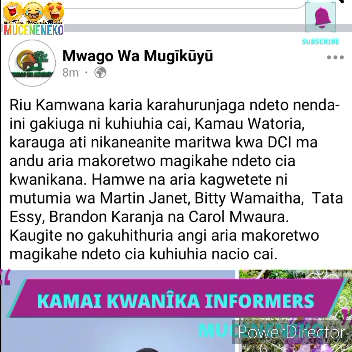 MUCENENEKO
SUBSCRIBE
Mwago Wa Mugĩkũyũ
8m
Riu Kamwana karia karahurunjaga ndeto nenda-
ini gakiuga ni kuhiuhia cai, Kamau Watoria,
karauga ati nikaneanite maritwa kwa DCI ma
andu aria makoretwo magikahe ndeto cia
kwanikana. Hamwe na aria kagwetete ni
mutumia wa Martin Janet, Bitty Wamaitha, Tata
Essy, Brandon Karanja na Carol Mwaura.
Kaugite no gakuhithuria angi aria makoretwo
magikahe ndeto cia kuhiuhia nacio cai.
KAMAI KWANÎKA INFORMERS
PowerDirector